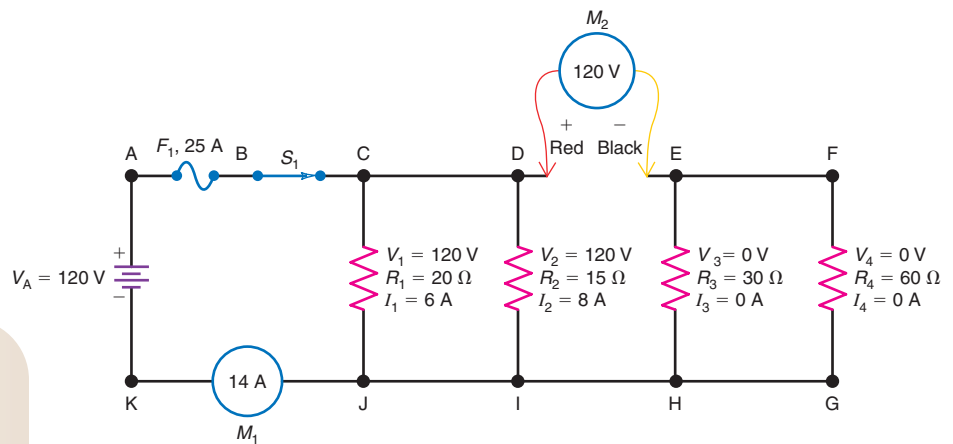 M₂
120 V
+ −
Red Black
A F₁, 25 A B S₁ C D E F
+
V_A = 120 V
−
V₁ = 120 V
R₁ = 20 Ω
I₁ = 6 A
V₂ = 120 V
R₂ = 15 Ω
I₂ = 8 A
V₃ = 0 V
R₃ = 30 Ω
I₃ = 0 A
V₄ = 0 V
R₄ = 60 Ω
I₄ = 0 A
14 A
K J I H G
M₁